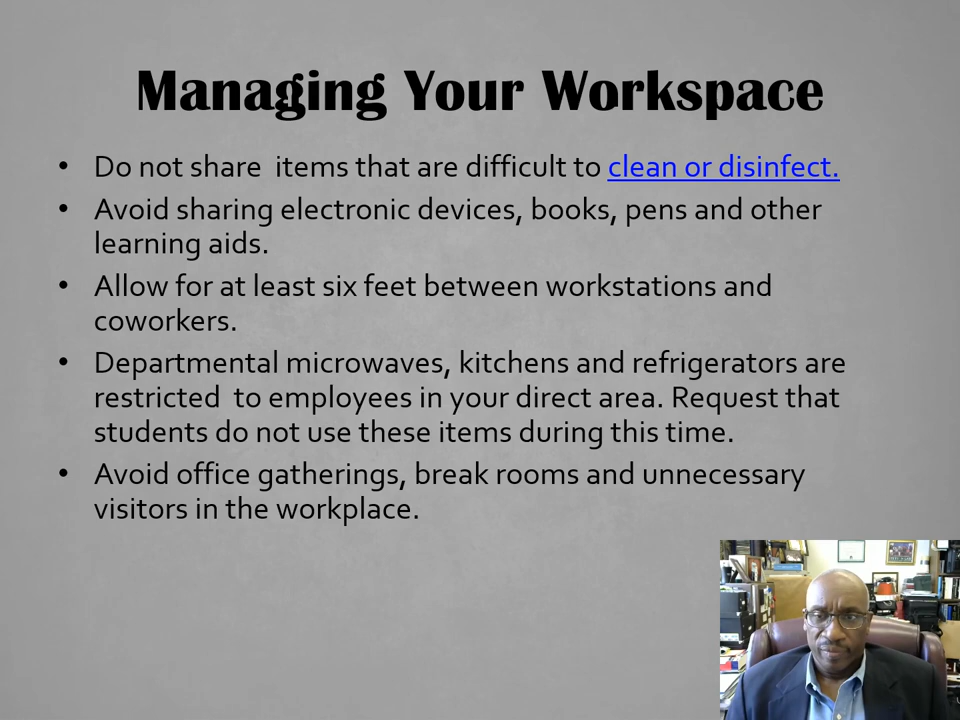 Managing Your Workspace
• Do not share  items that are difficult to clean or disinfect.
• Avoid sharing electronic devices, books, pens and other
learning aids.
• Allow for at least six feet between workstations and
coworkers.
• Departmental microwaves, kitchens and refrigerators are
restricted  to employees in your direct area. Request that
students do not use these items during this time.
• Avoid office gatherings, break rooms and unnecessary
visitors in the workplace.